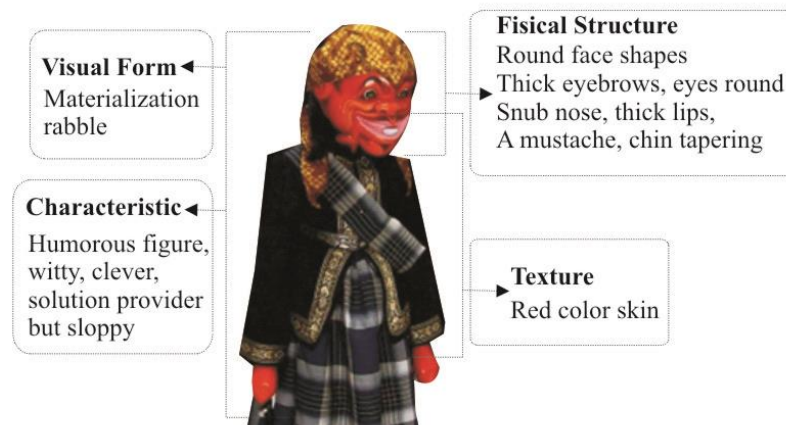 Visual Form
Materialization
rabble
Characteristic
Humorous figure,
witty, clever,
solution provider
but sloppy
Fisical Structure
Round face shapes
Thick eyebrows, eyes round
Snub nose, thick lips,
A mustache, chin tapering
Texture
Red color skin